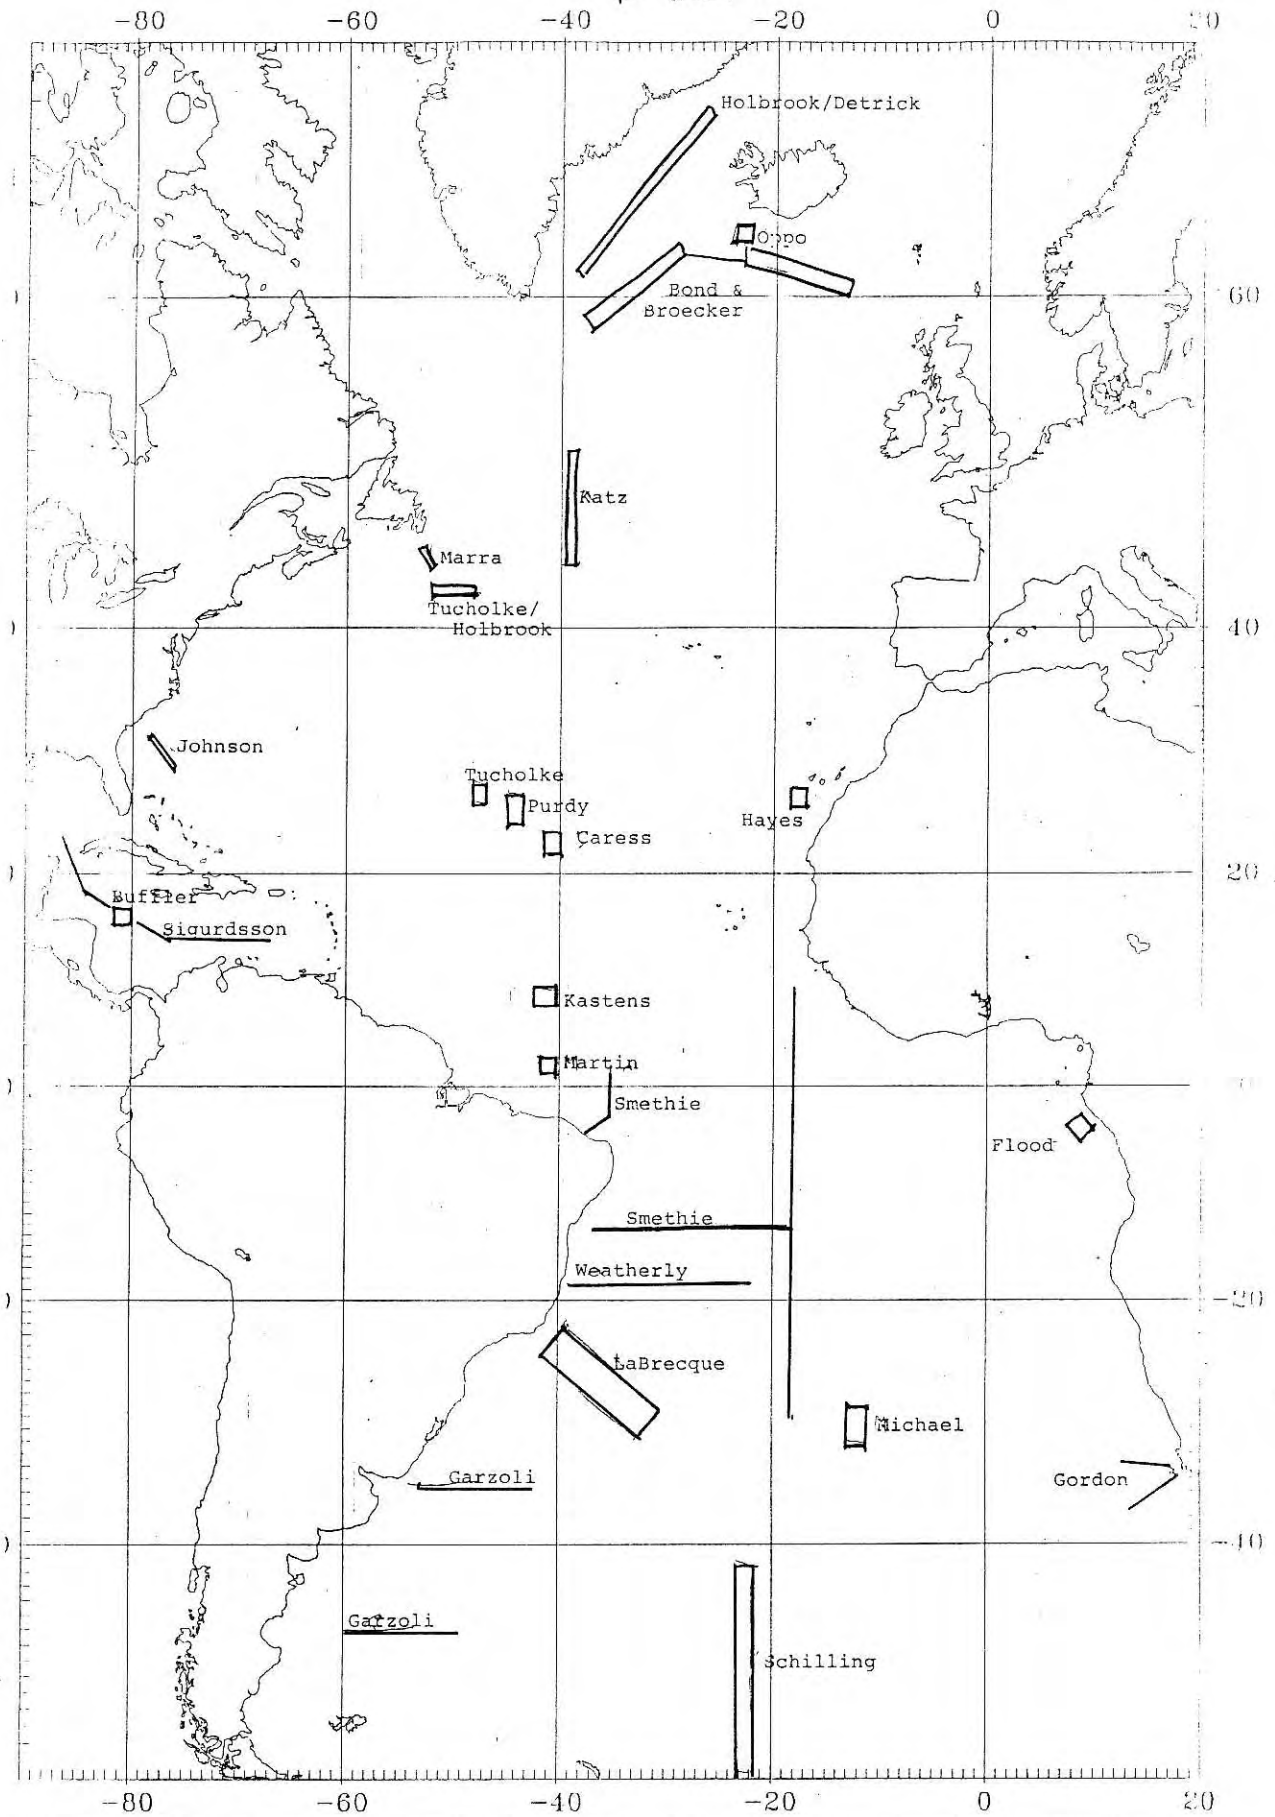 -80 -60 -40 -20 0 20
Holbrook/Detrick
Oppo
Bond &
Broecker
60
Katz
Marra
Tucholke/
Holbrook
40
Johnson
Tucholke
Purdy
Hayes
Caress
20
Buffler
Sigurdsson
Kastens
Martin
Smethie
Flood
Smethie
Weatherly
-20
LaBrecque
Michael
Garzoli
Gordon
-40
Garzoli
Schilling
-80 -60 -40 -20 0 20